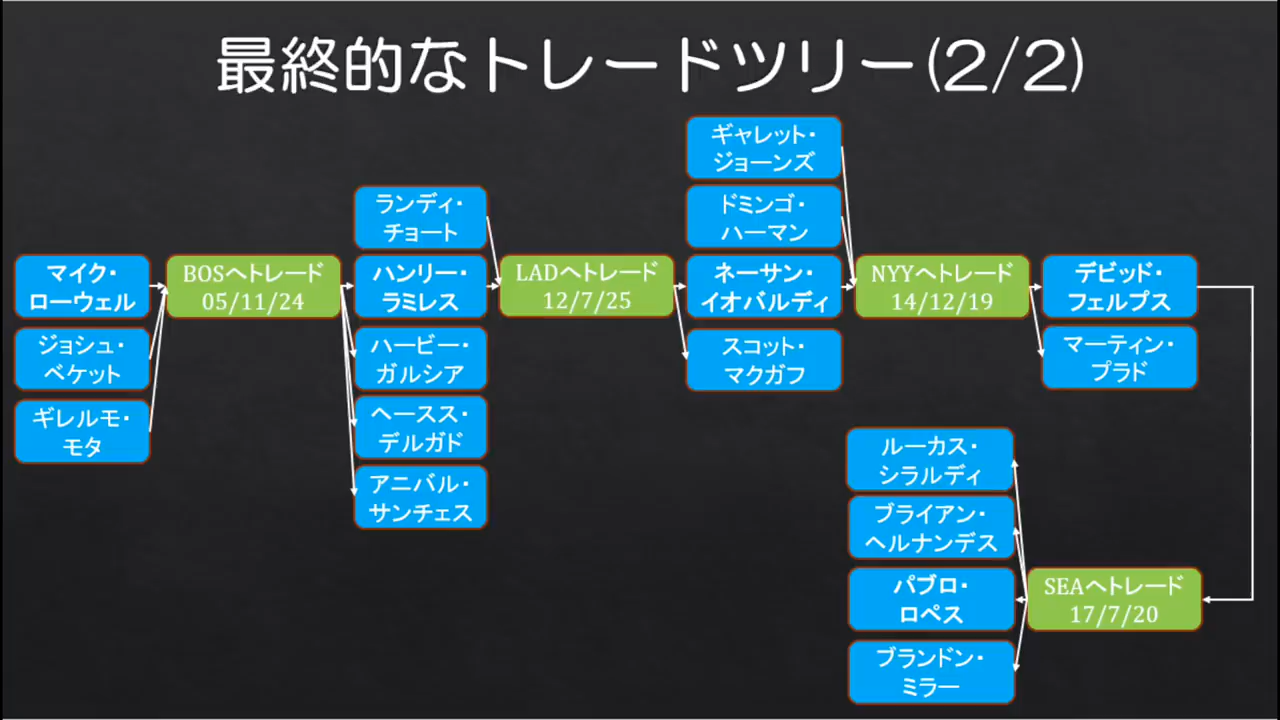 最終的なトレードツリー(2/2)
マイク・
ローウェル
ジョシュ・
ベケット
ギレルモ・
モタ
BOSへトレード
05/11/24
ランディ・
チョート
ハンリー・
ラミレス
ハービー・
ガルシア
ヘースス・
デルガド
アニバル・
サンチェス
LADへトレード
12/7/25
ギャレット・
ジョーンズ
ドミンゴ・
ハーマン
ネーサン・
イオバルディ
スコット・
マクガフ
NYYへトレード
14/12/19
デビッド・
フェルプス
マーティン・
プラド
SEAへトレード
17/7/20
ルーカス・
シラルディ
ブライアン・
ヘルナンデス
パブロ・
ロペス
ブランドン・
ミラー